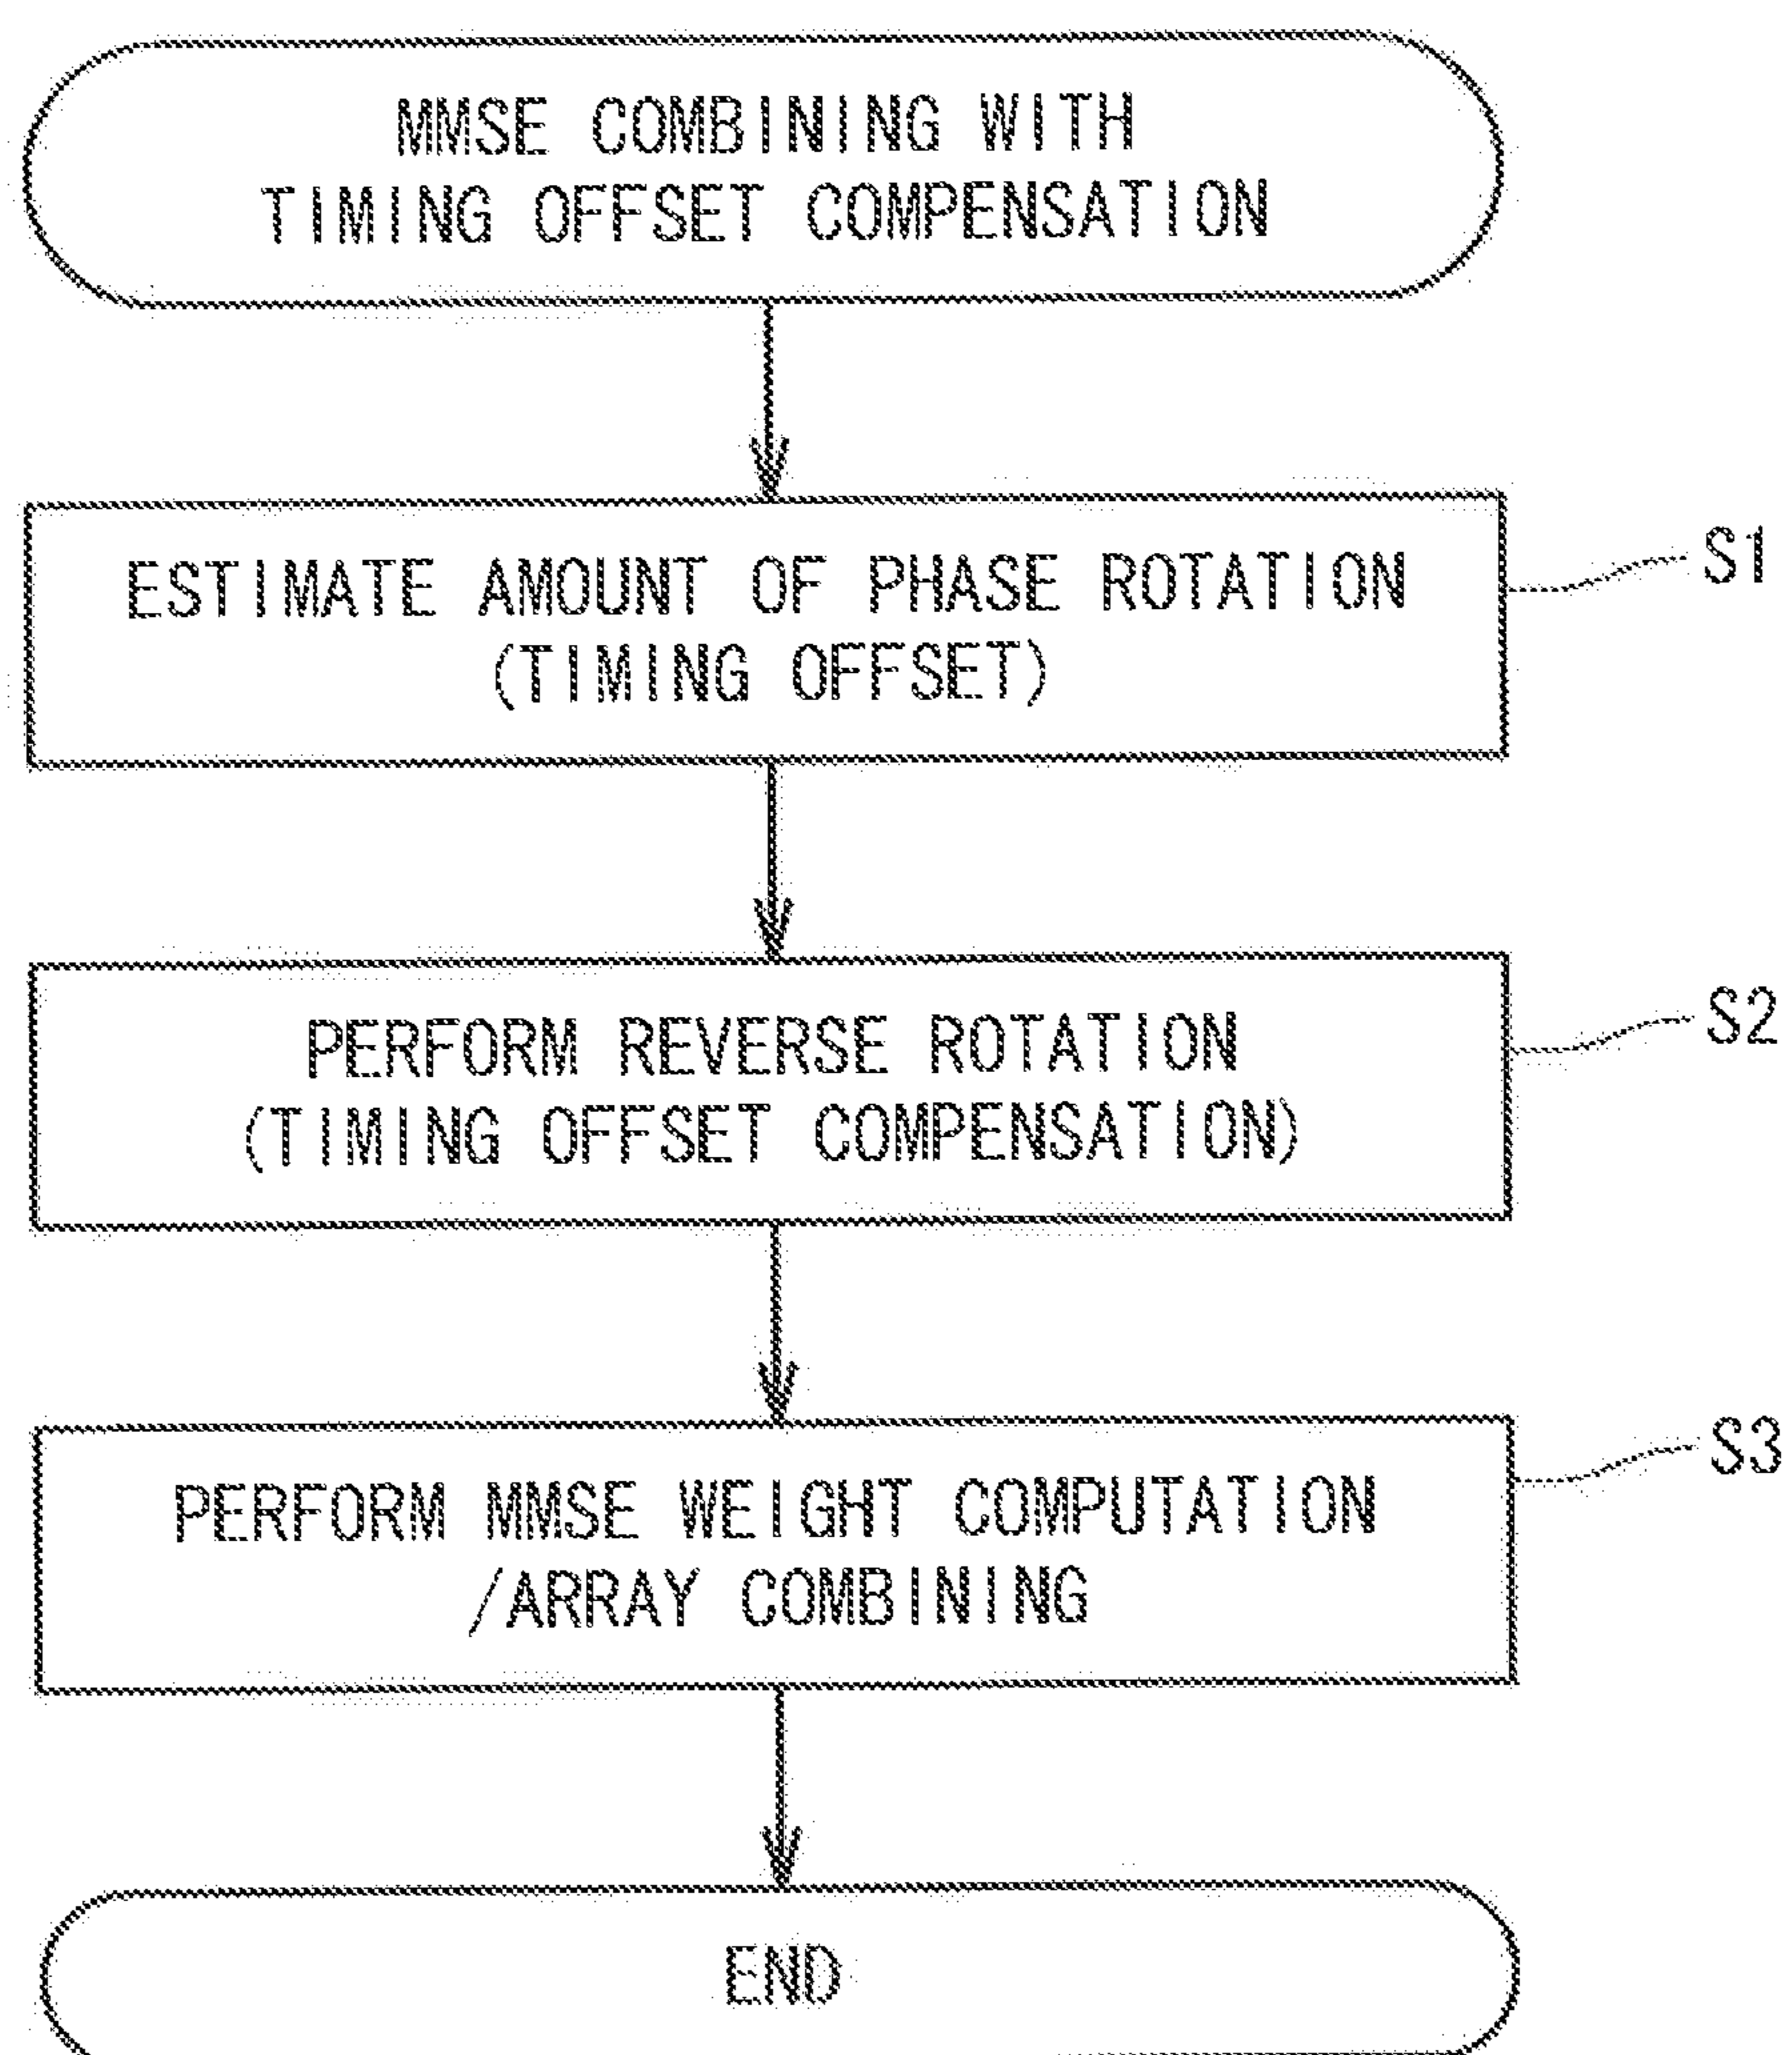 MMSE COMBINING WITH
TIMING OFFSET COMPENSATION
ESTIMATE AMOUNT OF PHASE ROTATION
(TIMING OFFSET)
S1
PERFORM REVERSE ROTATION
(TIMING OFFSET COMPENSATION)
S2
PERFORM MMSE WEIGHT COMPUTATION
/ARRAY COMBINING
S3
END